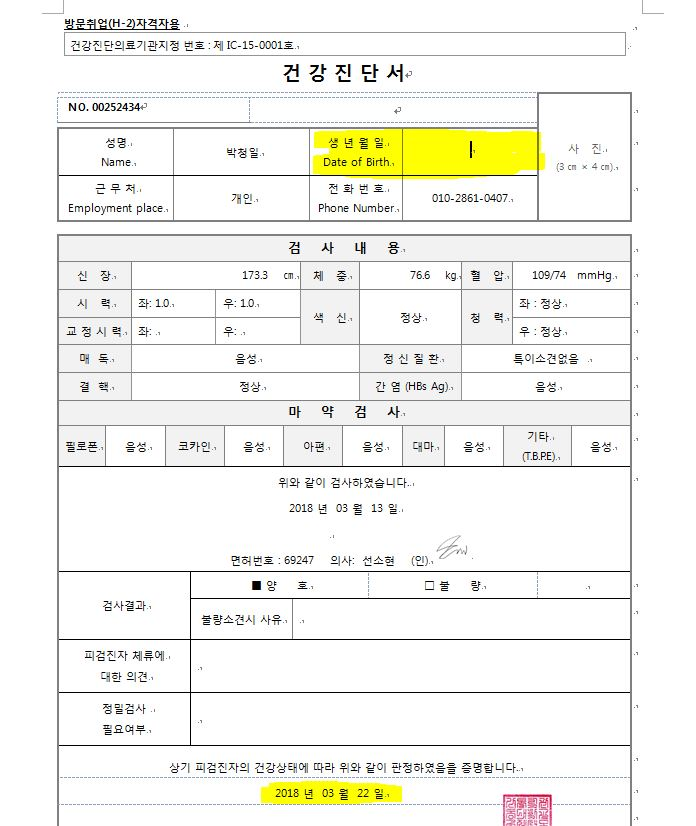 방문취업(H-2)자격자용
건강진단의료기관지정 번호 : 제 IC-15-0001호
건 강 진 단 서
NO. 00252434
성명 Name 박청일 생 년 월 일 Date of Birth 사 진 (3 ㎝ × 4 ㎝)
근 무 처 Employment place 개인 전 화 번 호 Phone Number 010-2861-0407
검 사 내 용
신 장 173.3 ㎝ 체 중 76.6 kg 혈 압 109/74 mmHg
시 력 좌: 1.0 우: 1.0 색 신 정상 청 력 좌 : 정상
교 정 시 력 좌: 우: 우 : 정상
매 독 음성 정 신 질 환 특이소견없음
결 핵 정상 간 염 (HBs Ag) 음성
마 약 검 사
필로폰 음성 코카인 음성 아편 음성 대마 음성 기타 (T.B.P.E) 음성
위와 같이 검사하였습니다.
2018 년 03 월 13 일
면허번호 : 69247 의사: 선소현 (인)
검사결과 ■ 양 호 □ 불 량
불량소견시 사유
피검진자 체류에 대한 의견
정밀검사 필요여부
상기 피검진자의 건강상태에 따라 위와 같이 판정하였음을 증명합니다.
2018 년 03 월 22 일